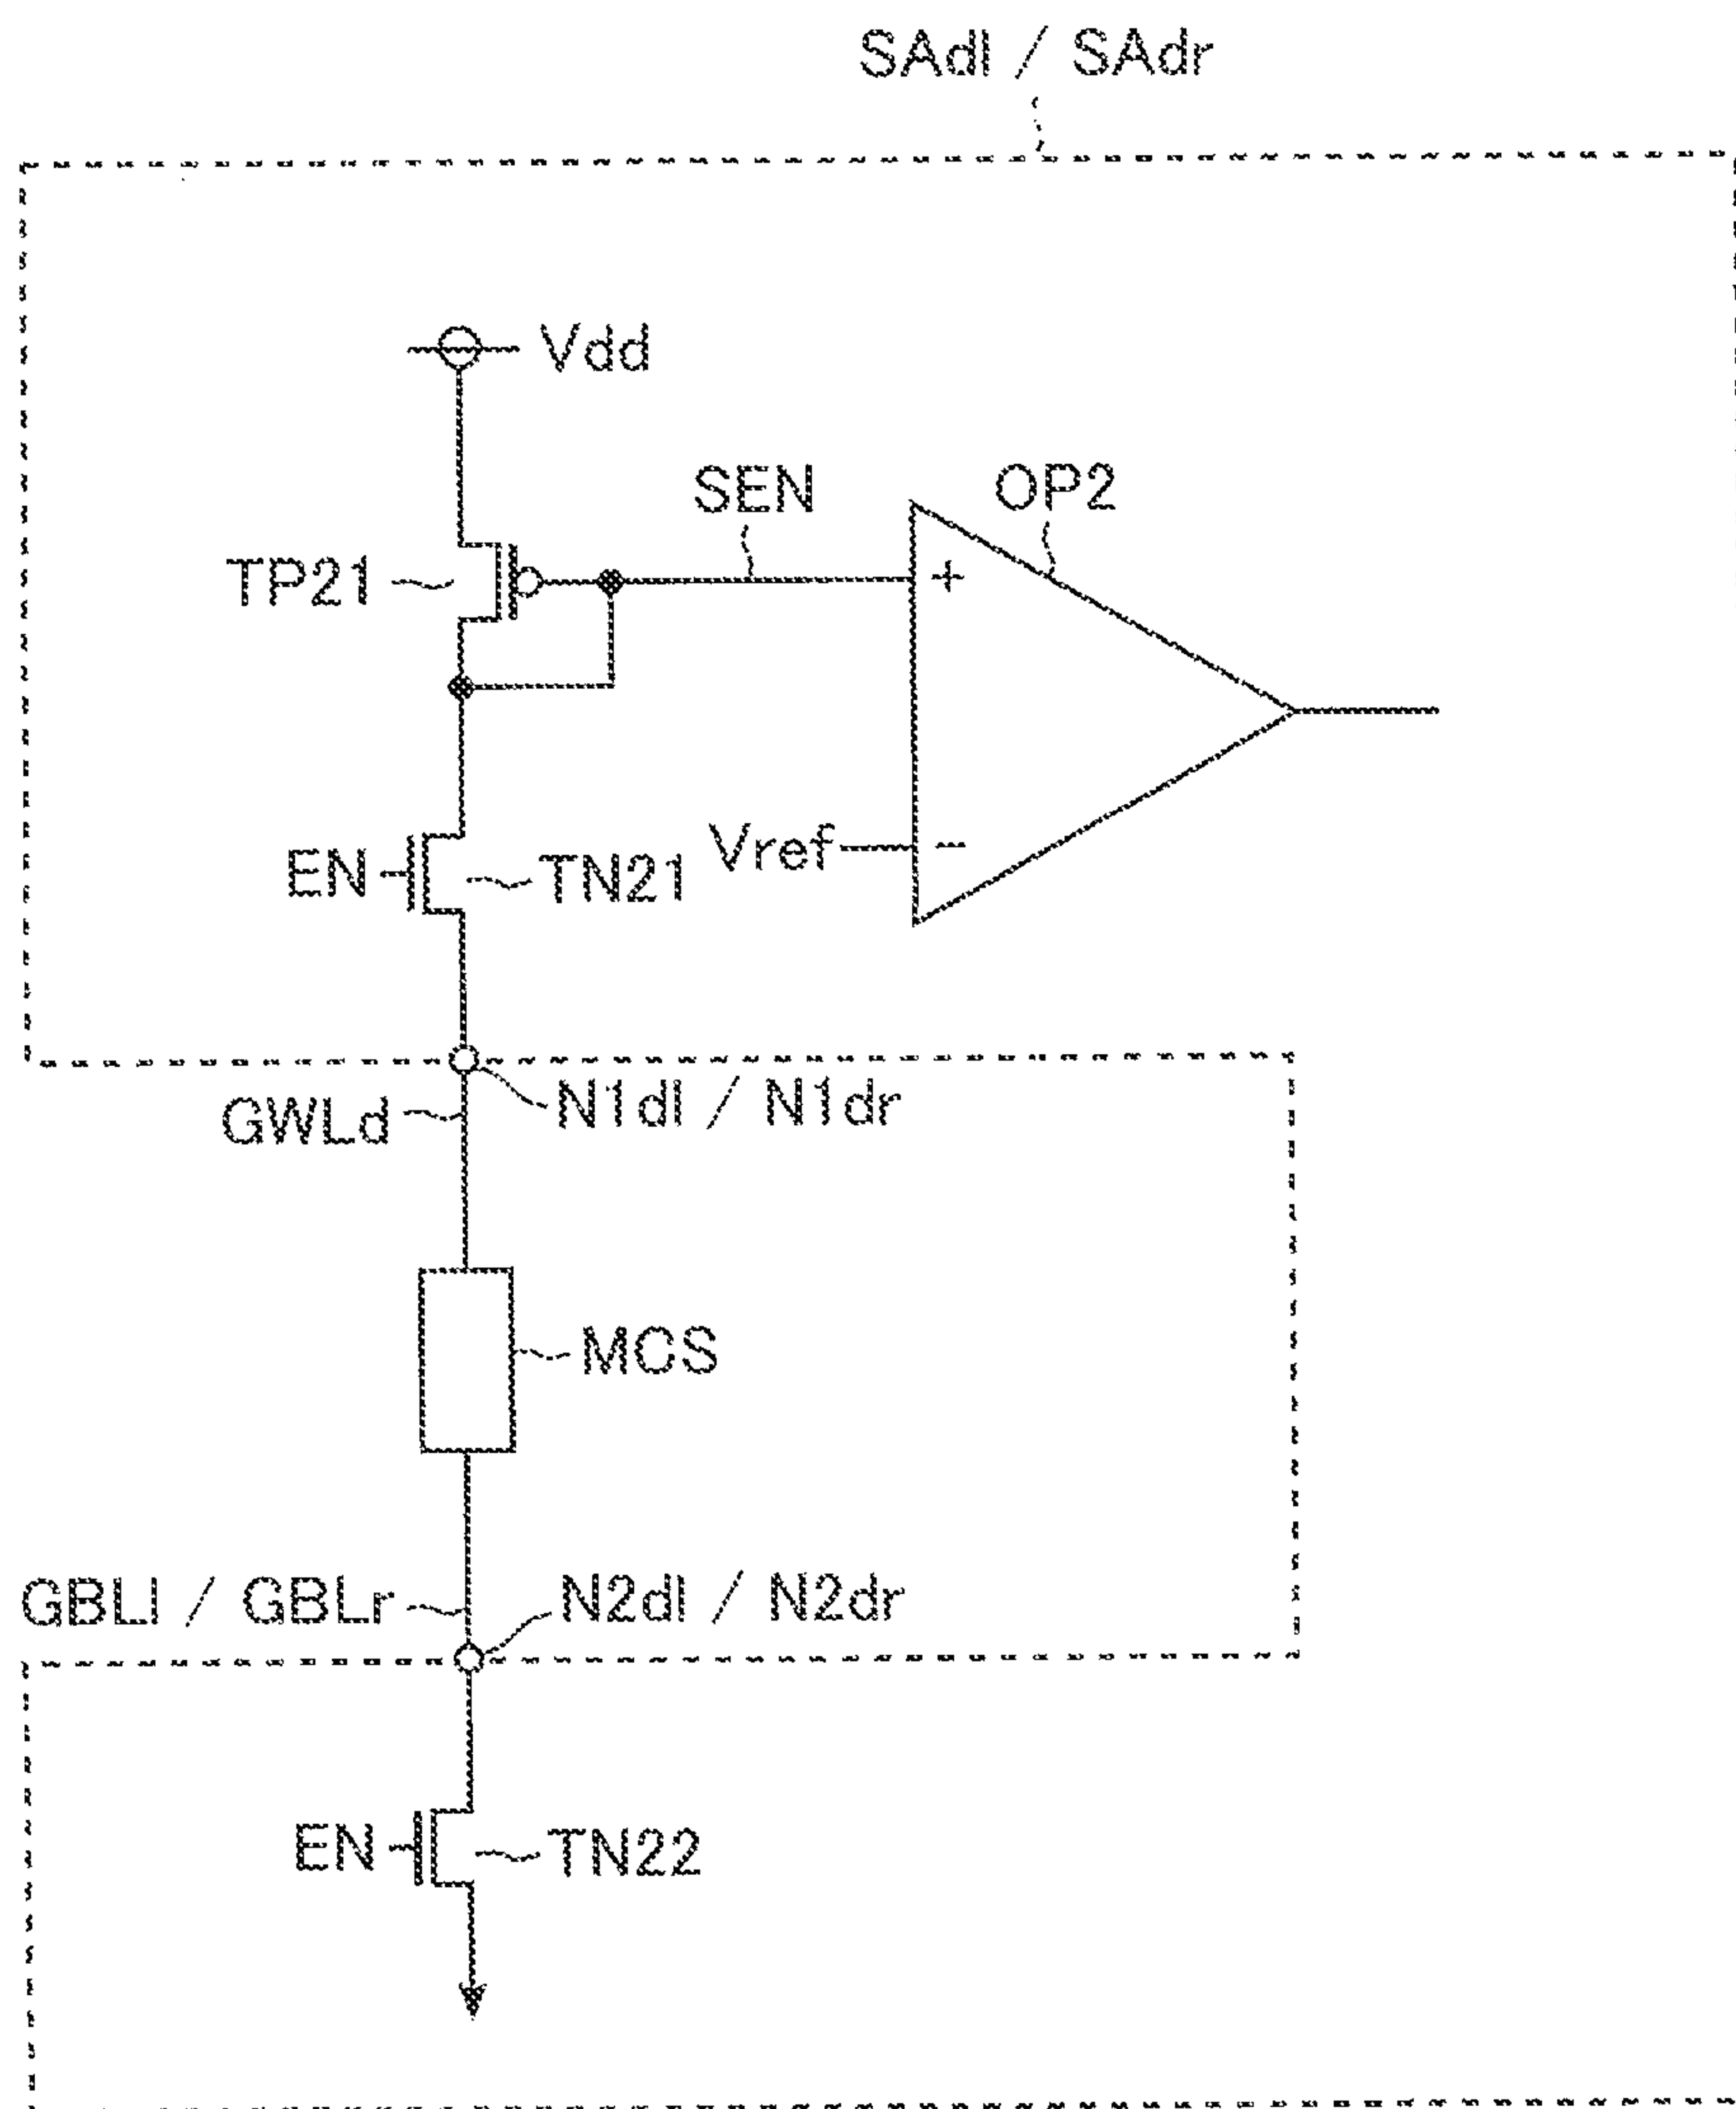 SAdl / SAdr
Vdd
SEN
OP2
TP21
+
EN
TN21
Vref
-
GWLd
N1dl / N1dr
MCS
GBLl / GBLr
N2dl / N2dr
EN
TN22